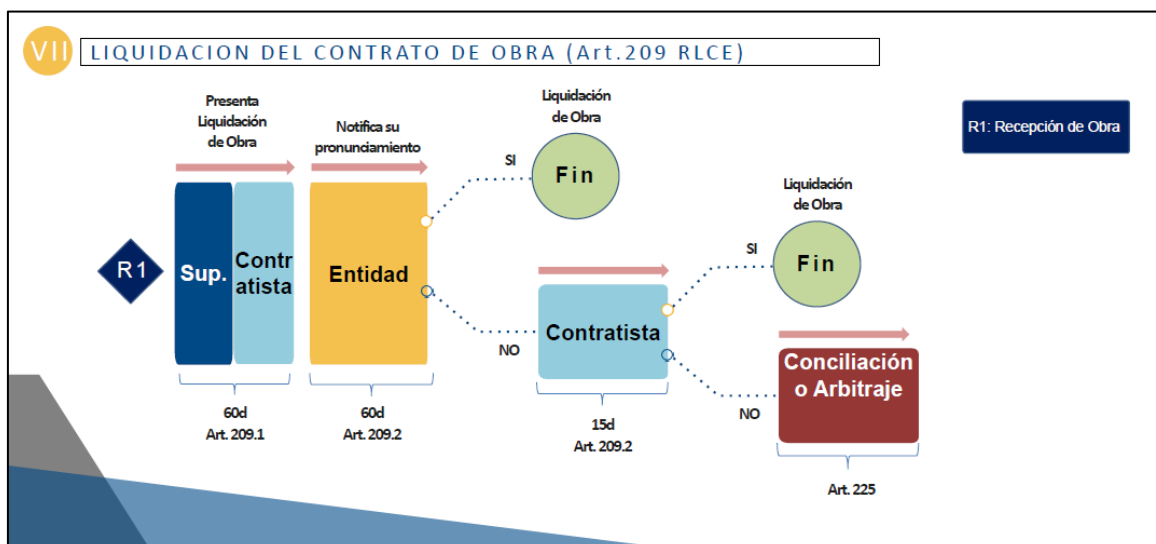 VII
LIQUIDACION DEL CONTRATO DE OBRA (Art.209 RLCE)
R1: Recepción de Obra
Presenta
Liquidación
de Obra
Notifica su
pronunciamiento
Liquidación
de Obra
SI
Fin
Liquidación
de Obra
SI
Fin
R1
Sup.
Contr
atista
Entidad
NO
Contratista
NO
Conciliación
o Arbitraje
60d
Art. 209.1
60d
Art. 209.2
15d
Art. 209.2
Art. 225